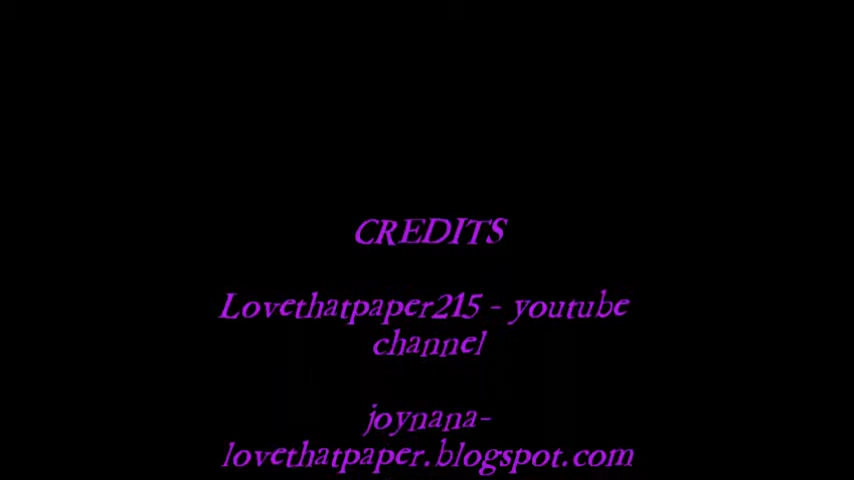 CREDITS
Lovethatpaper215 - youtube
channel
joynana-
lovethatpaper.blogspot.com